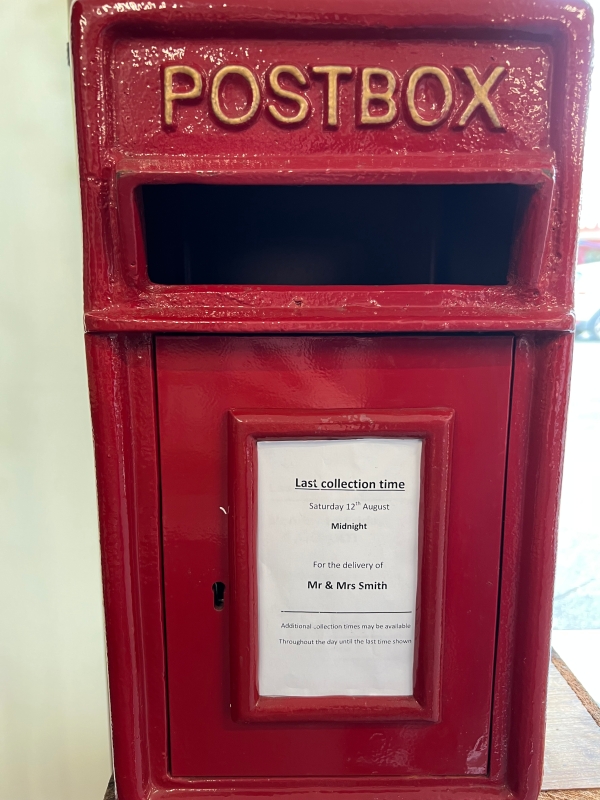 POSTBOX
Last collection time
Saturday 12th August
Midnight
For the delivery of
Mr & Mrs Smith
Additional collection times may be available
Throughout the day until the last time shown